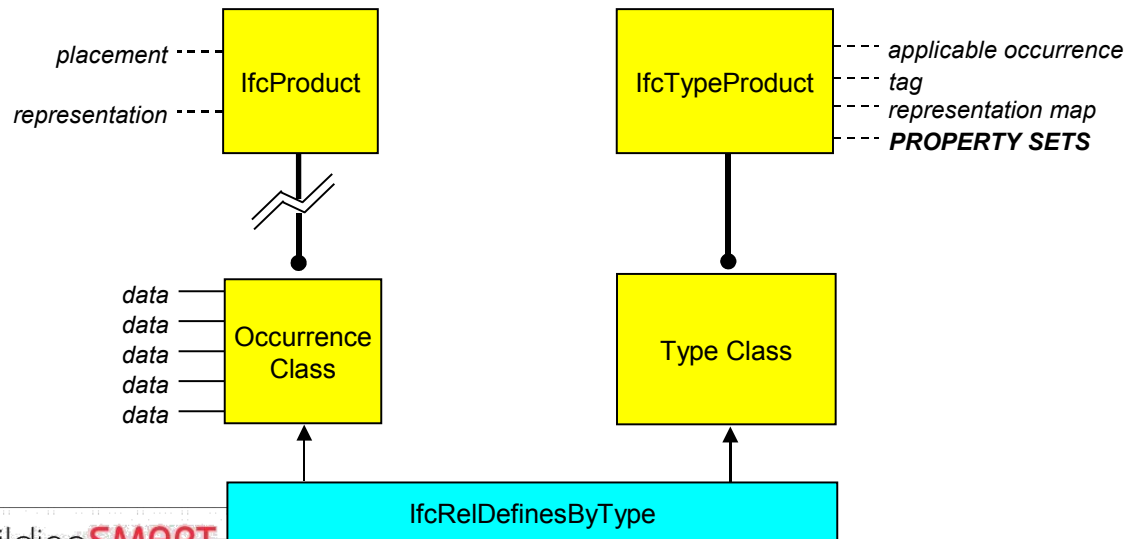 placement
representation
IfcProduct
IfcTypeProduct
applicable occurrence
tag
representation map
PROPERTY SETS
data
data
data
data
data
Occurrence
Class
Type Class
IfcRelDefinesByType
SMART